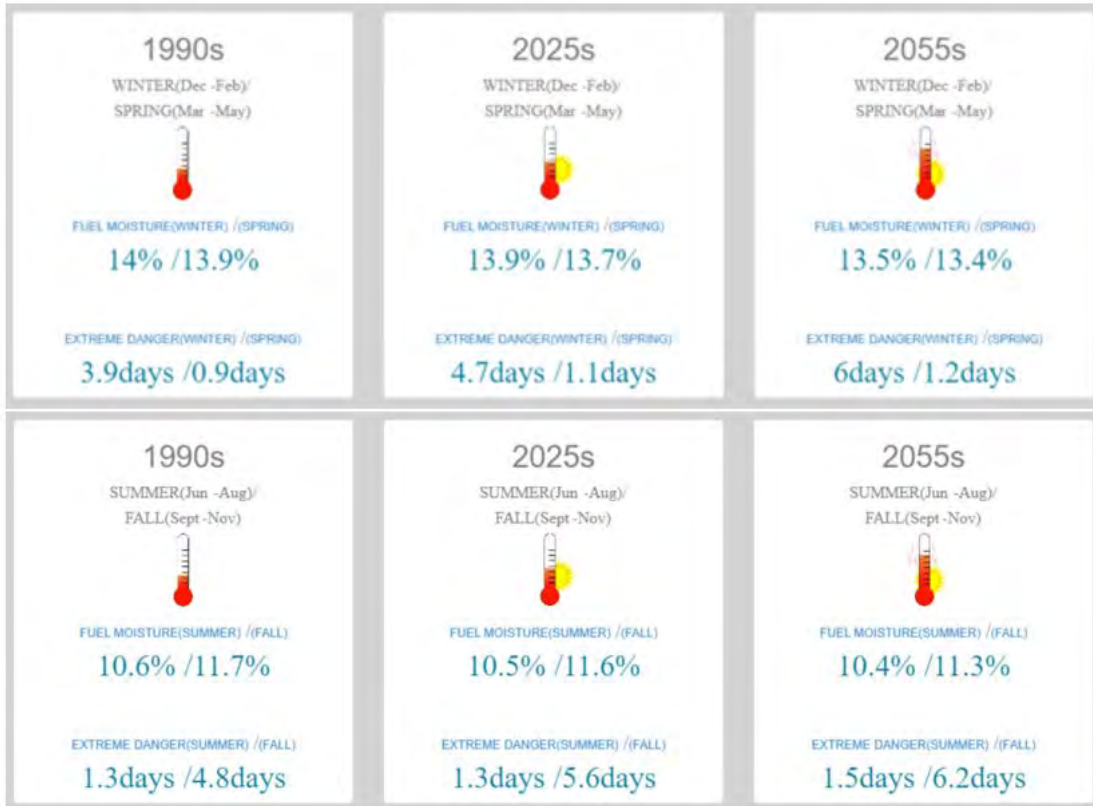 1990s
WINTER(Dec -Feb)/
SPRING(Mar -May)
FUEL MOISTURE(WINTER) /(SPRING)
14% /13.9%
EXTREME DANGER(WINTER) /(SPRING)
3.9days /0.9days
2025s
WINTER(Dec -Feb)/
SPRING(Mar -May)
FUEL MOISTURE(WINTER) /(SPRING)
13.9% /13.7%
EXTREME DANGER(WINTER) /(SPRING)
4.7days /1.1days
2055s
WINTER(Dec -Feb)/
SPRING(Mar -May)
FUEL MOISTURE(WINTER) /(SPRING)
13.5% /13.4%
EXTREME DANGER(WINTER) /(SPRING)
6days /1.2days
1990s
SUMMER(Jun -Aug)/
FALL(Sept -Nov)
FUEL MOISTURE(SUMMER) /(FALL)
10.6% /11.7%
EXTREME DANGER(SUMMER) /(FALL)
1.3days /4.8days
2025s
SUMMER(Jun -Aug)/
FALL(Sept -Nov)
FUEL MOISTURE(SUMMER) /(FALL)
10.5% /11.6%
EXTREME DANGER(SUMMER) /(FALL)
1.3days /5.6days
2055s
SUMMER(Jun -Aug)/
FALL(Sept -Nov)
FUEL MOISTURE(SUMMER) /(FALL)
10.4% /11.3%
EXTREME DANGER(SUMMER) /(FALL)
1.5days /6.2days